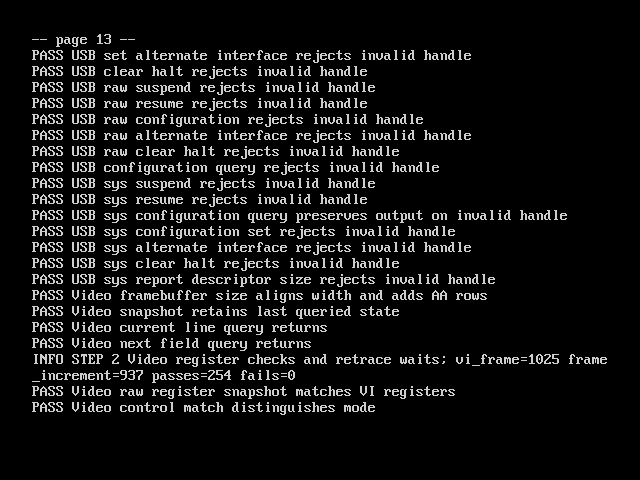 -- page 13 --
PASS USB set alternate interface rejects invalid handle
PASS USB clear halt rejects invalid handle
PASS USB raw suspend rejects invalid handle
PASS USB raw resume rejects invalid handle
PASS USB raw configuration rejects invalid handle
PASS USB raw alternate interface rejects invalid handle
PASS USB raw clear halt rejects invalid handle
PASS USB configuration query rejects invalid handle
PASS USB sys suspend rejects invalid handle
PASS USB sys resume rejects invalid handle
PASS USB sys configuration query preserves output on invalid handle
PASS USB sys configuration set rejects invalid handle
PASS USB sys alternate interface rejects invalid handle
PASS USB sys clear halt rejects invalid handle
PASS USB sys report descriptor size rejects invalid handle
PASS Video framebuffer size aligns width and adds AA rows
PASS Video snapshot retains last queried state
PASS Video current line query returns
PASS Video next field query returns
INFO STEP 2 Video register checks and retrace waits; vi_frame=1025 frame
_increment=937 passes=254 fails=0
PASS Video raw register snapshot matches VI registers
PASS Video control match distinguishes mode